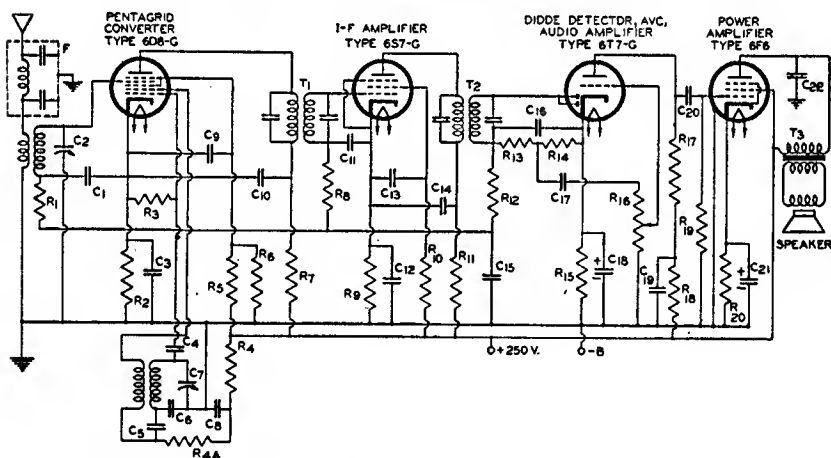 PENTAGRID
CONVERTER
TYPE 6D8-G
I-F AMPLIFIER
TYPE 6S7-G
DIODE DETECTOR, AVC,
AUDIO AMPLIFIER
TYPE 6T7-G
POWER
AMPLIFIER
TYPE 6F6
F
T1
T2
T3
C2
C9
C1
C10
C11
C13
C14
C16
C17
C20
C22
R1
R3
R8
R13
R14
R12
R16
R17
R19
SPEAKER
R2
C3
R5
R6
R7
R9
C12
R10
R11
C15
R15
C18
C19
R18
R20
C21
+
−
+250 V.
−B
C4
C7
R4
C5
C6
C8
R4A